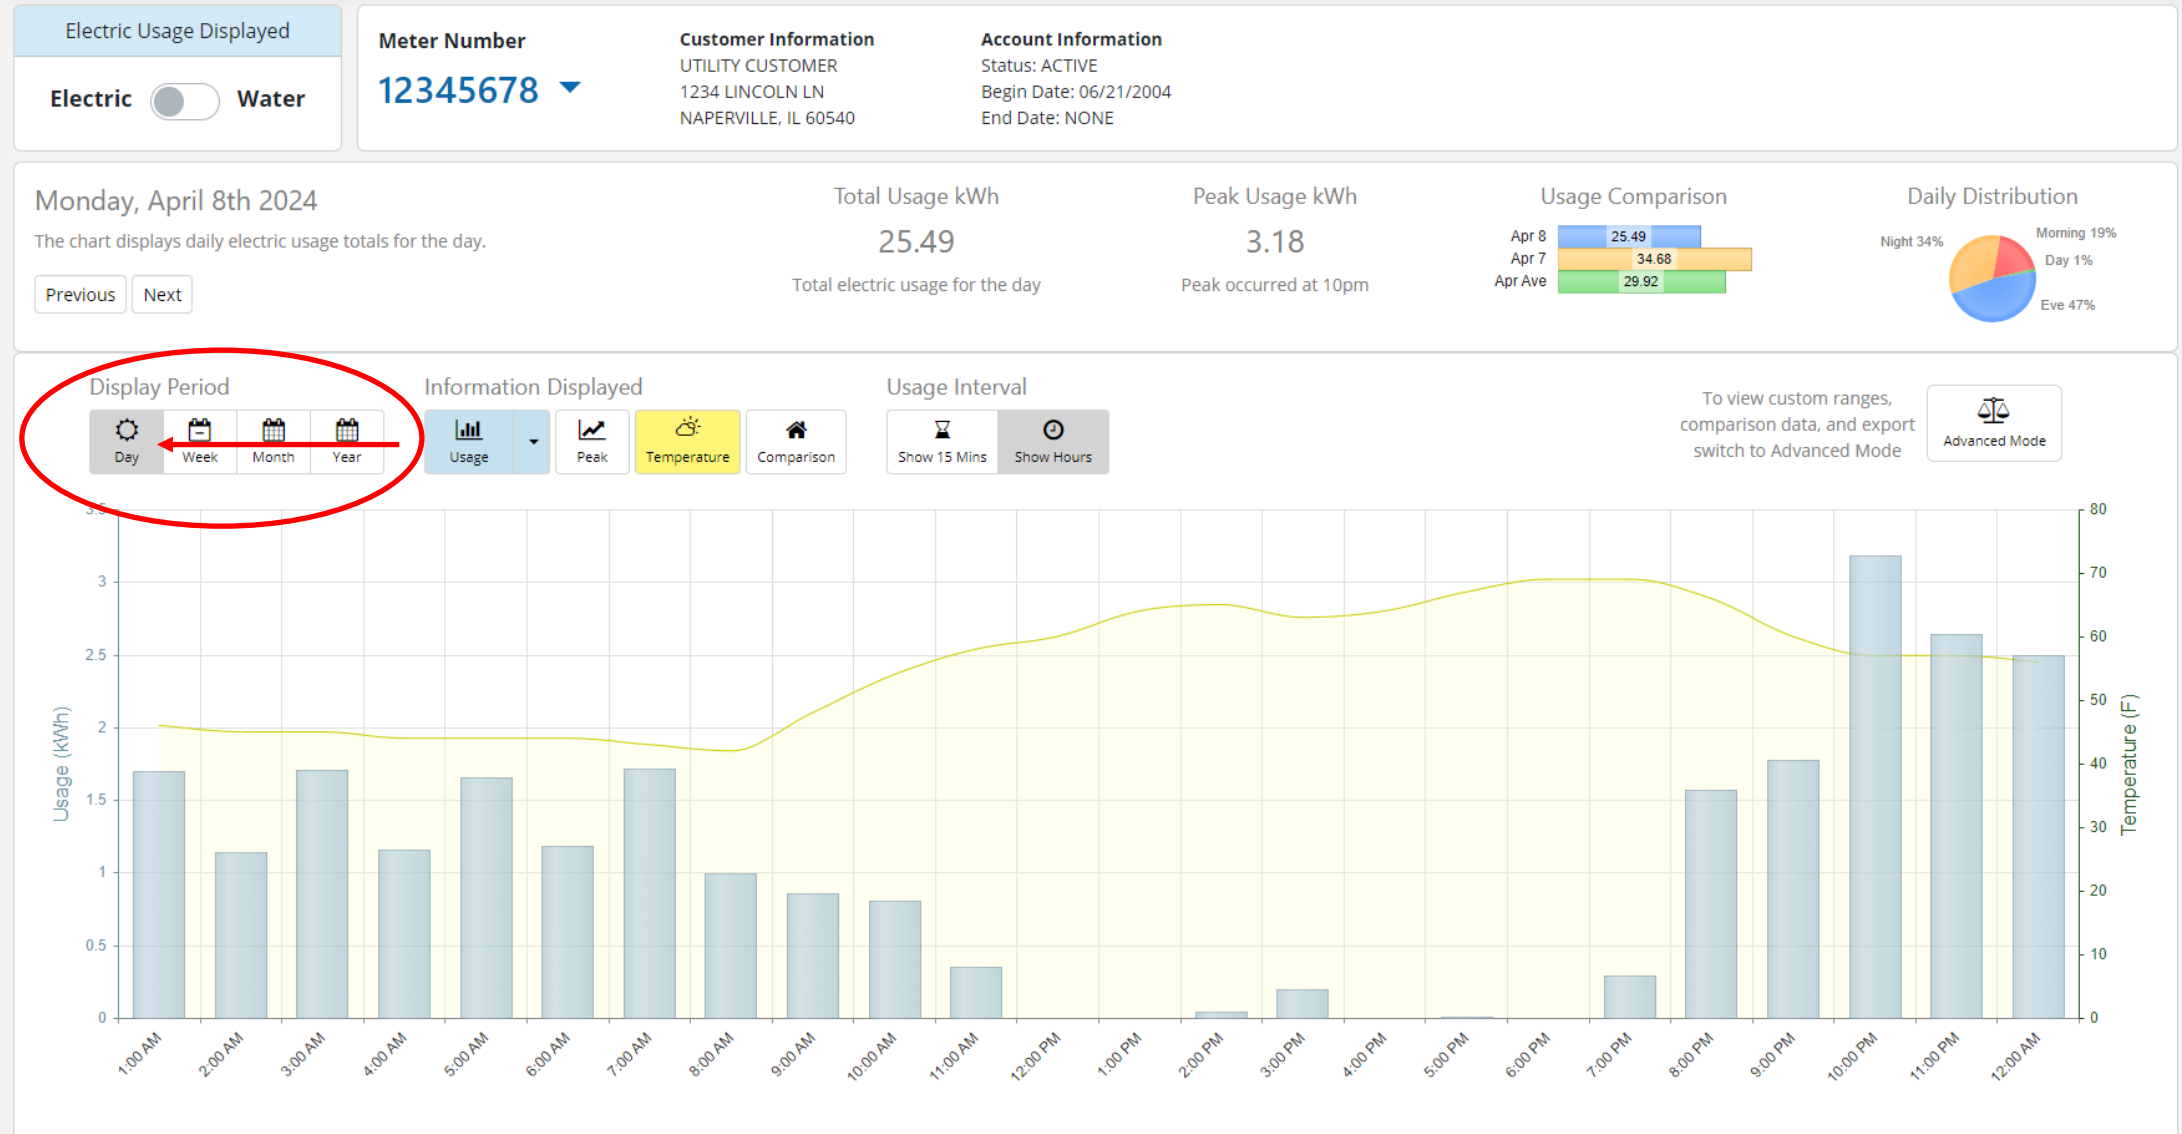 Electric Usage Displayed
Electric Water
Meter Number
12345678
Customer Information
UTILITY CUSTOMER
1234 LINCOLN LN
NAPERVILLE, IL 60540
Account Information
Status: ACTIVE
Begin Date: 06/21/2004
End Date: NONE
Monday, April 8th 2024
The chart displays daily electric usage totals for the day.
Previous Next
Total Usage kWh
25.49
Total electric usage for the day
Peak Usage kWh
3.18
Peak occurred at 10pm
Usage Comparison
Apr 8 25.49
Apr 7 34.68
Apr Ave 29.92
Daily Distribution
Night 34%
Morning 19%
Day 1%
Eve 47%
Display Period
Day Week Month Year
Information Displayed
Usage Peak Temperature Comparison
Usage Interval
Show 15 Mins Show Hours
To view custom ranges,
comparison data, and export
switch to Advanced Mode
Advanced Mode
Usage (kWh)
3.5
3
2.5
2
1.5
1
0.5
0
80
70
60
50
40
30
20
10
0
Temperature (F)
1:00 AM 2:00 AM 3:00 AM 4:00 AM 5:00 AM 6:00 AM 7:00 AM 8:00 AM 9:00 AM 10:00 AM 11:00 AM 12:00 PM 1:00 PM 2:00 PM 3:00 PM 4:00 PM 5:00 PM 6:00 PM 7:00 PM 8:00 PM 9:00 PM 10:00 PM 11:00 PM 12:00 AM